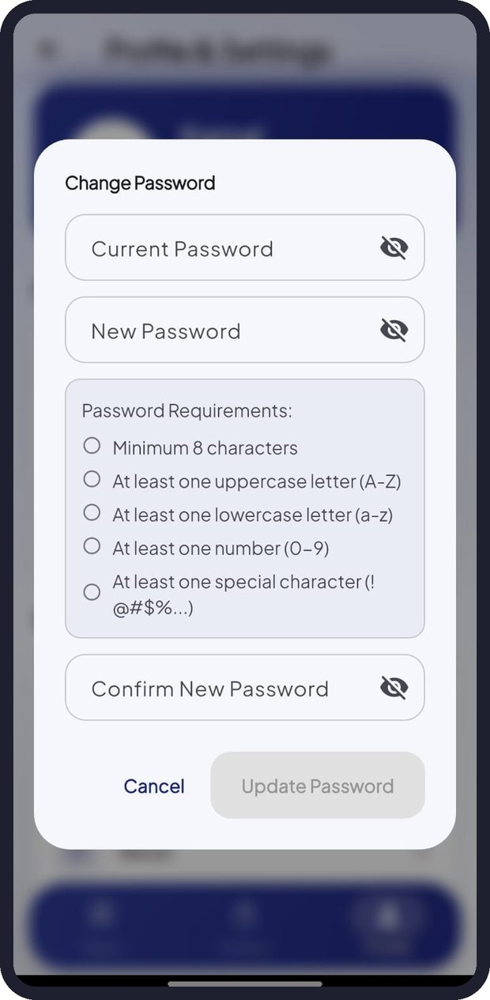 Profile & Settings
Change Password
Current Password
New Password
Password Requirements:
Minimum 8 characters
At least one uppercase letter (A-Z)
At least one lowercase letter (a-z)
At least one number (0-9)
At least one special character (!
@#$%...)
Confirm New Password
Cancel
Update Password